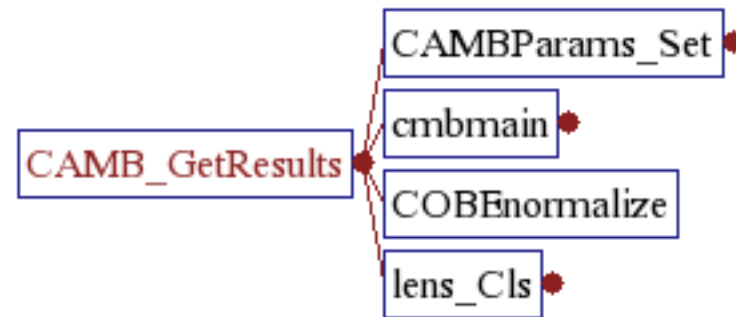 CAMBParams_Set
cmbmain
CAMB_GetResults
COBEnormalize
lens_Cls